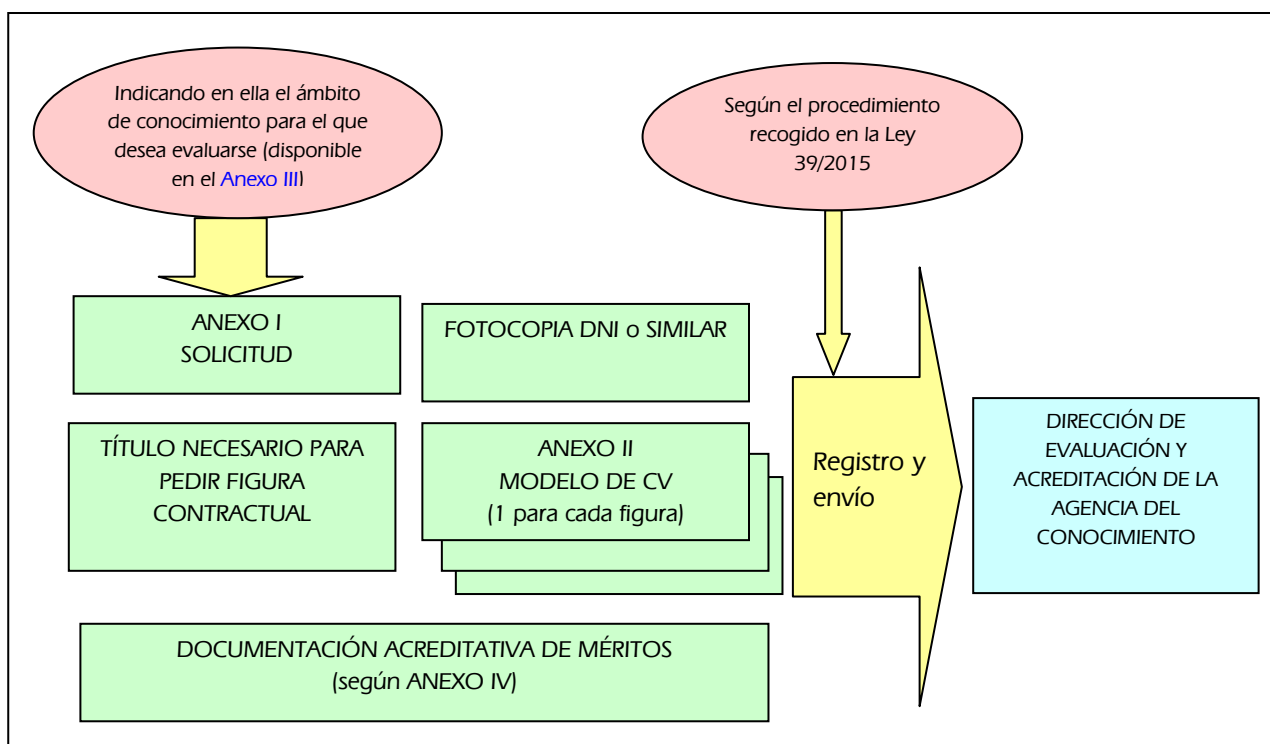 Indicando en ella el ámbito
de conocimiento para el que
desea evaluarse (disponible
en el Anexo III)
Según el procedimiento
recogido en la Ley
39/2015
ANEXO I
SOLICITUD
FOTOCOPIA DNI o SIMILAR
TÍTULO NECESARIO PARA
PEDIR FIGURA
CONTRACTUAL
ANEXO II
MODELO DE CV
(1 para cada figura)
Registro y
envío
DIRECCIÓN DE
EVALUACIÓN Y
ACREDITACIÓN DE LA
AGENCIA DEL
CONOCIMIENTO
DOCUMENTACIÓN ACREDITATIVA DE MÉRITOS
(según ANEXO IV)